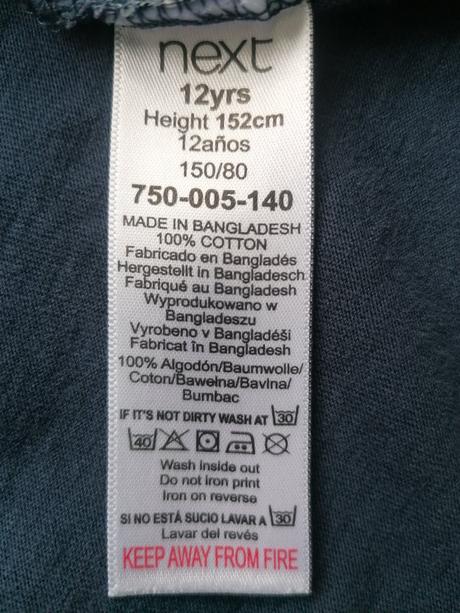 next
12yrs
Height 152cm
12años
150/80
750-005-140
MADE IN BANGLADESH
100% COTTON
Fabricado en Bangladés
Hergestellt in Bangladesch
Fabriqué au Bangladesh
Wyprodukowano w
Bangladeszu
Vyrobeno v Bangladéši
Fabricat în Bangladesh
100% Algodón/Baumwolle/
Coton/Bawełna/Bavlna/
Bumbac
IF IT'S NOT DIRTY WASH AT 30
40
Wash inside out
Do not iron print
Iron on reverse
SI NO ESTÁ SUCIO LAVAR A 30
Lavar del revés
KEEP AWAY FROM FIRE